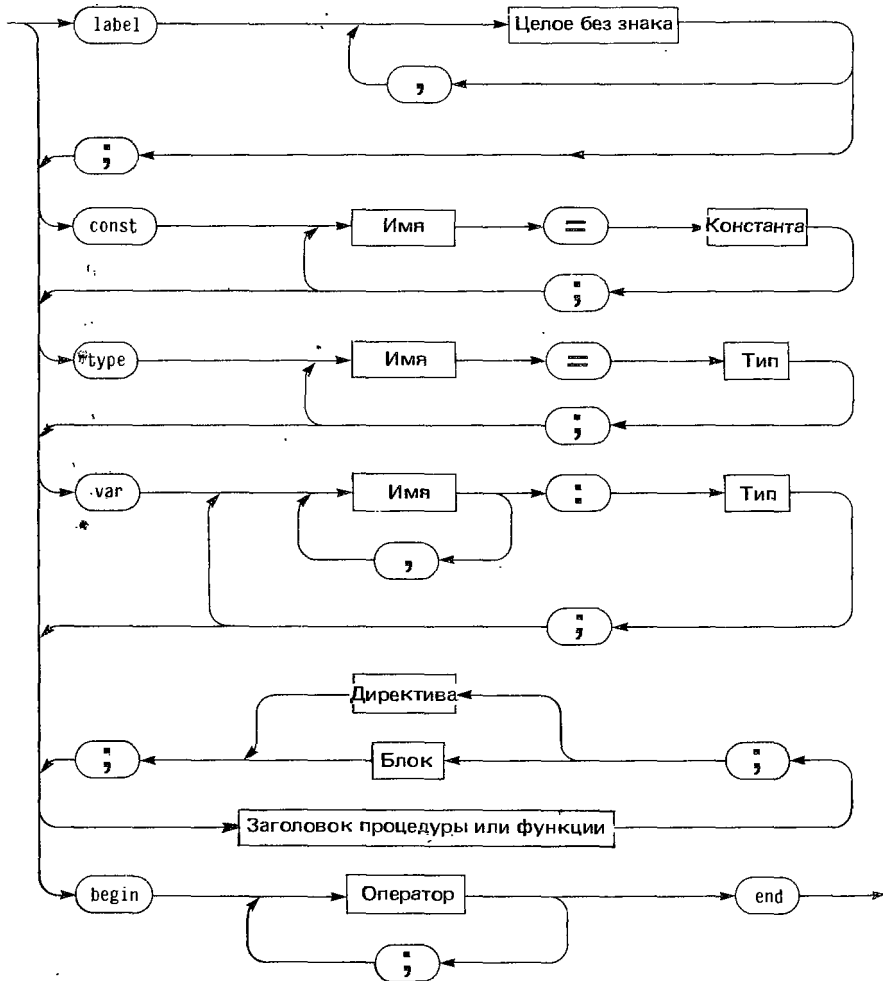 label Целое без знака
,
;
const Имя = Константа
;
type Имя = Тип
;
var Имя : Тип
,
;
Директива
; Блок ;
Заголовок процедуры или функции
begin Оператор end
;